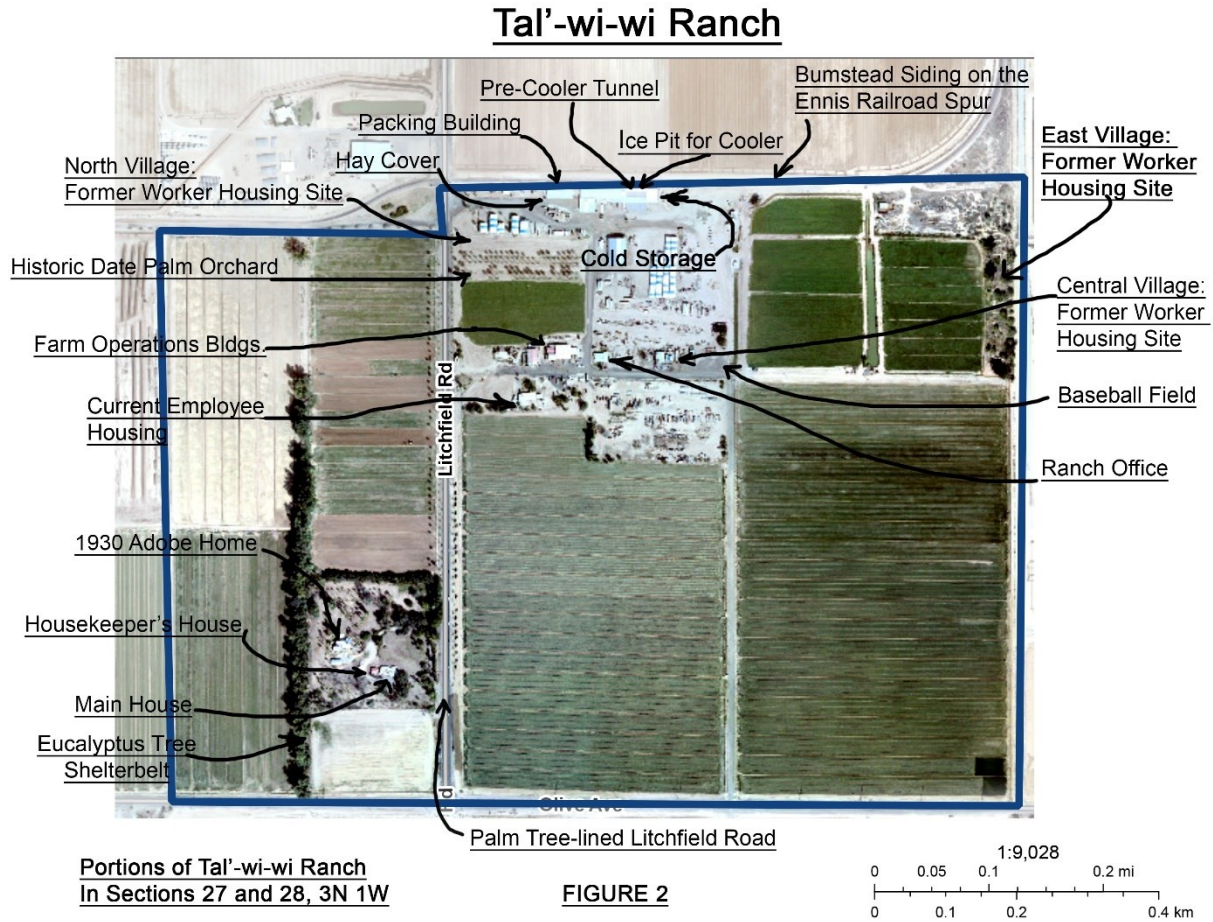 Tal’-wi-wi Ranch
Pre-Cooler Tunnel
Bumstead Siding on the
Ennis Railroad Spur
Packing Building
Ice Pit for Cooler
East Village:
Former Worker
Housing Site
North Village:
Former Worker Housing Site
Hay Cover
Cold Storage
Historic Date Palm Orchard
Central Village:
Former Worker
Housing Site
Farm Operations Bldgs.
Litchfield Rd
Baseball Field
Current Employee
Housing
Ranch Office
1930 Adobe Home
Housekeeper’s House
Main House
Eucalyptus Tree
Shelterbelt
Rd
Olive Ave
Palm Tree-lined Litchfield Road
Portions of Tal’-wi-wi Ranch
In Sections 27 and 28, 3N 1W
FIGURE 2
1:9,028
0 0.05 0.1 0.2 mi
0 0.1 0.2 0.4 km